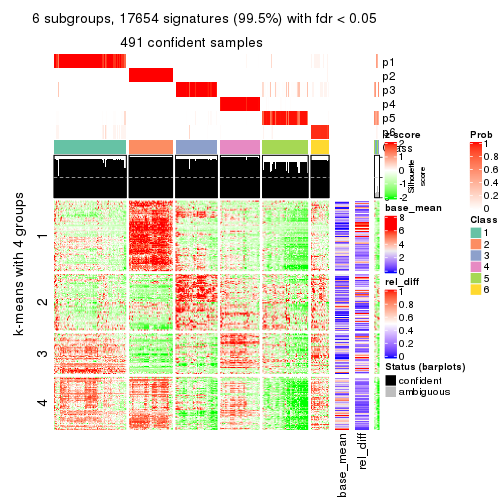 6 subgroups, 17654 signatures (99.5%) with fdr < 0.05
491 confident samples
p1
p2
p3
p4
p5
p6
Class
Silhouette
score
k-means with 4 groups
1
2
3
4
base_mean
rel_diff
z-score
2
1
0
-1
-2
base_mean
8
6
4
2
0
rel_diff
1
0.8
0.6
0.4
0.2
0
Status (barplots)
confident
ambiguous
Prob
1
0.8
0.6
0.4
0.2
0
Class
1
2
3
4
5
6